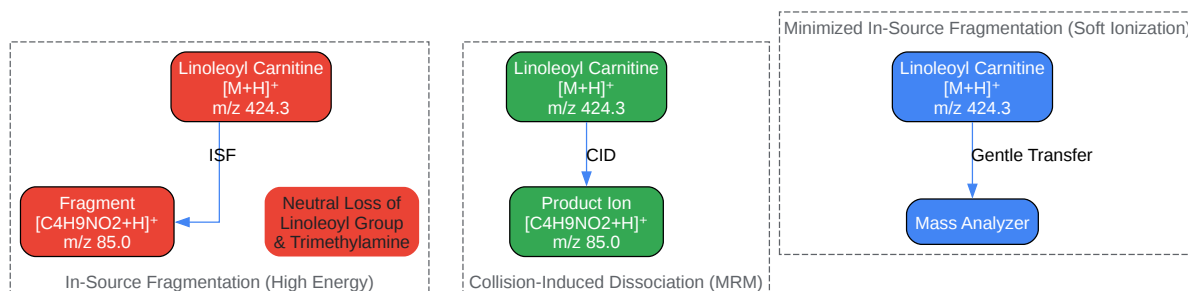 Linoleoyl Carnitine
[M+H]⁺
m/z 424.3
ISF
Fragment
[C4H9NO2+H]⁺
m/z 85.0
Neutral Loss of
Linoleoyl Group
& Trimethylamine
In-Source Fragmentation (High Energy)
Linoleoyl Carnitine
[M+H]⁺
m/z 424.3
CID
Product Ion
[C4H9NO2+H]⁺
m/z 85.0
Collision-Induced Dissociation (MRM)
Minimized In-Source Fragmentation (Soft Ionization)
Linoleoyl Carnitine
[M+H]⁺
m/z 424.3
Gentle Transfer
Mass Analyzer